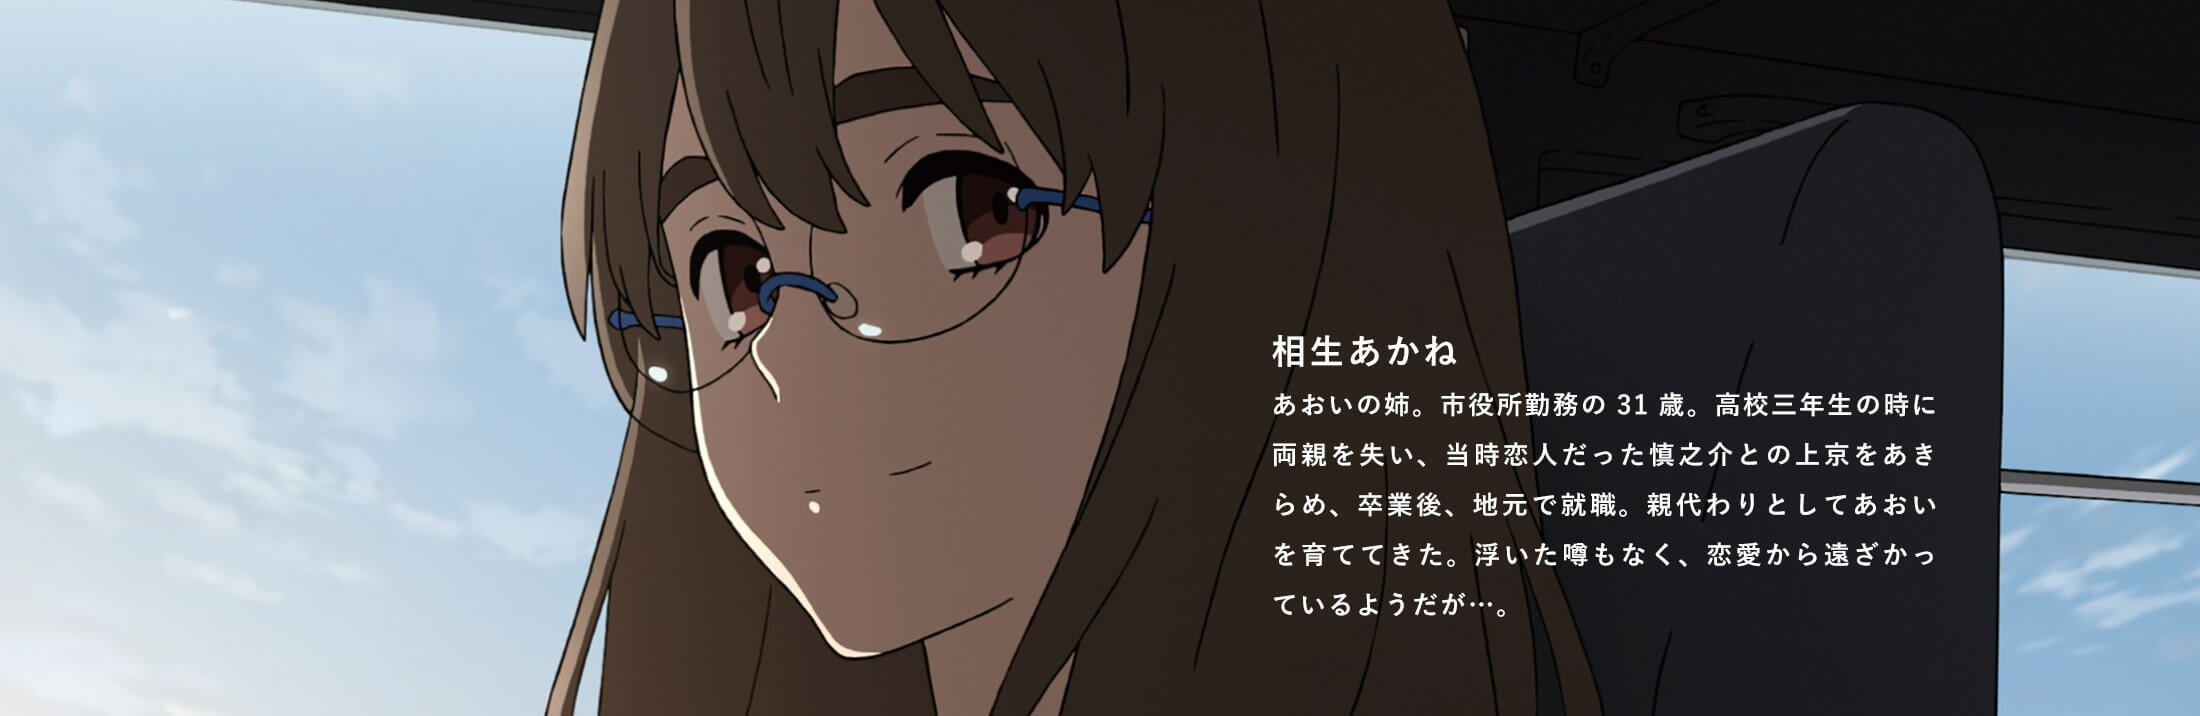 相生あかね
あおいの姉。市役所勤務の 31 歳。高校三年生の時に
両親を失い、当時恋人だった慎之介との上京をあき
らめ、卒業後、地元で就職。親代わりとしてあおい
を育ててきた。浮いた噂もなく、恋愛から遠ざかっ
ているようだが…。